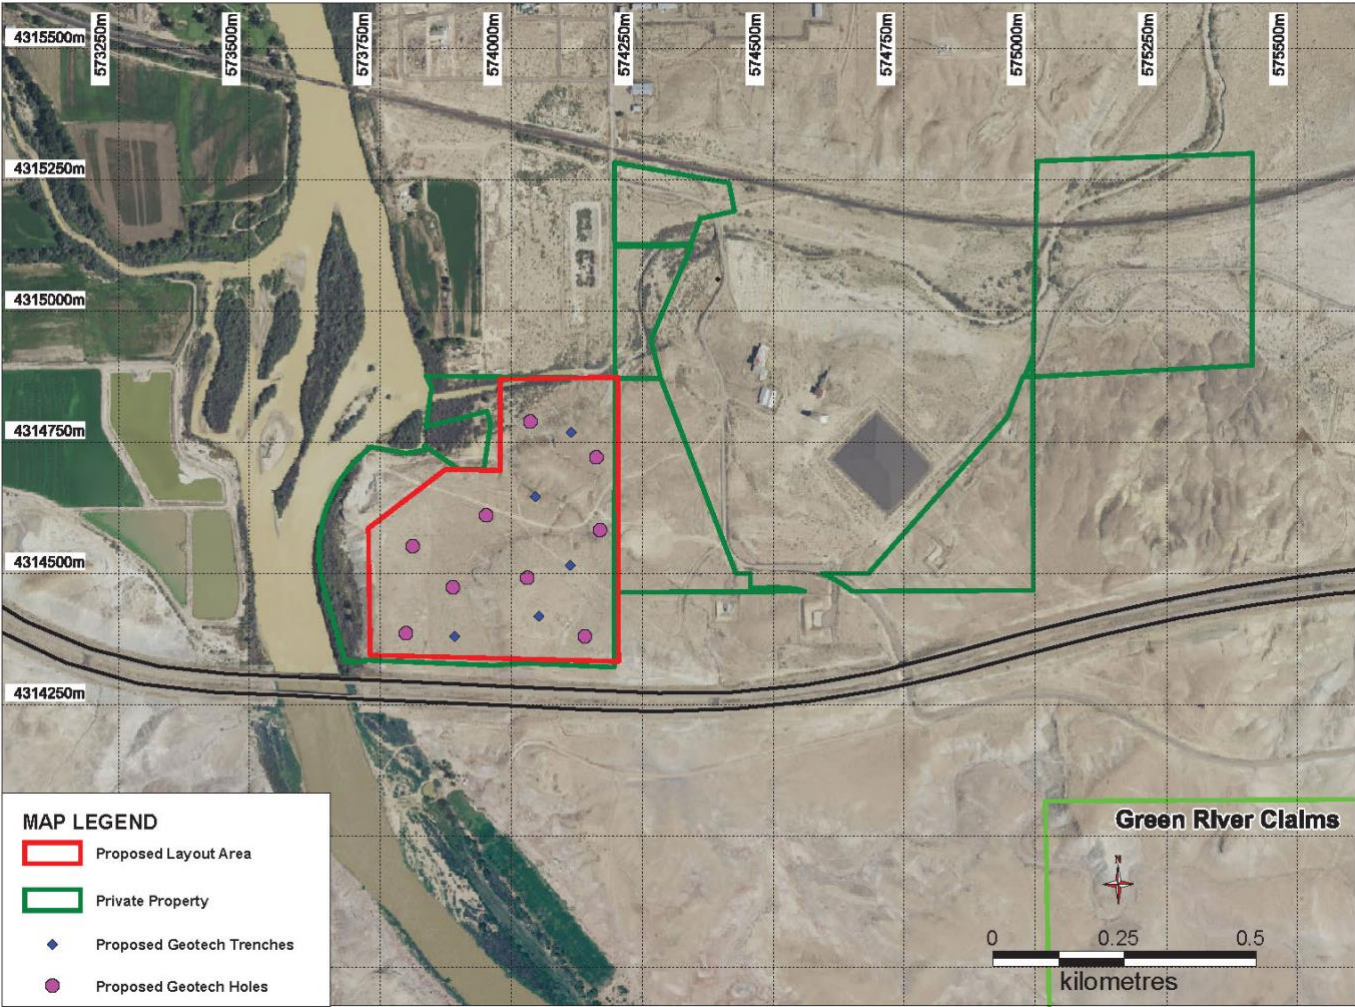 573250m
573500m
573750m
574000m
574250m
574500m
574750m
575000m
575250m
575500m
4315500m
4315250m
4315000m
4314750m
4314500m
4314250m
MAP LEGEND
Proposed Layout Area
Private Property
Proposed Geotech Trenches
Proposed Geotech Holes
Green River Claims
N
0 0.25 0.5
kilometres